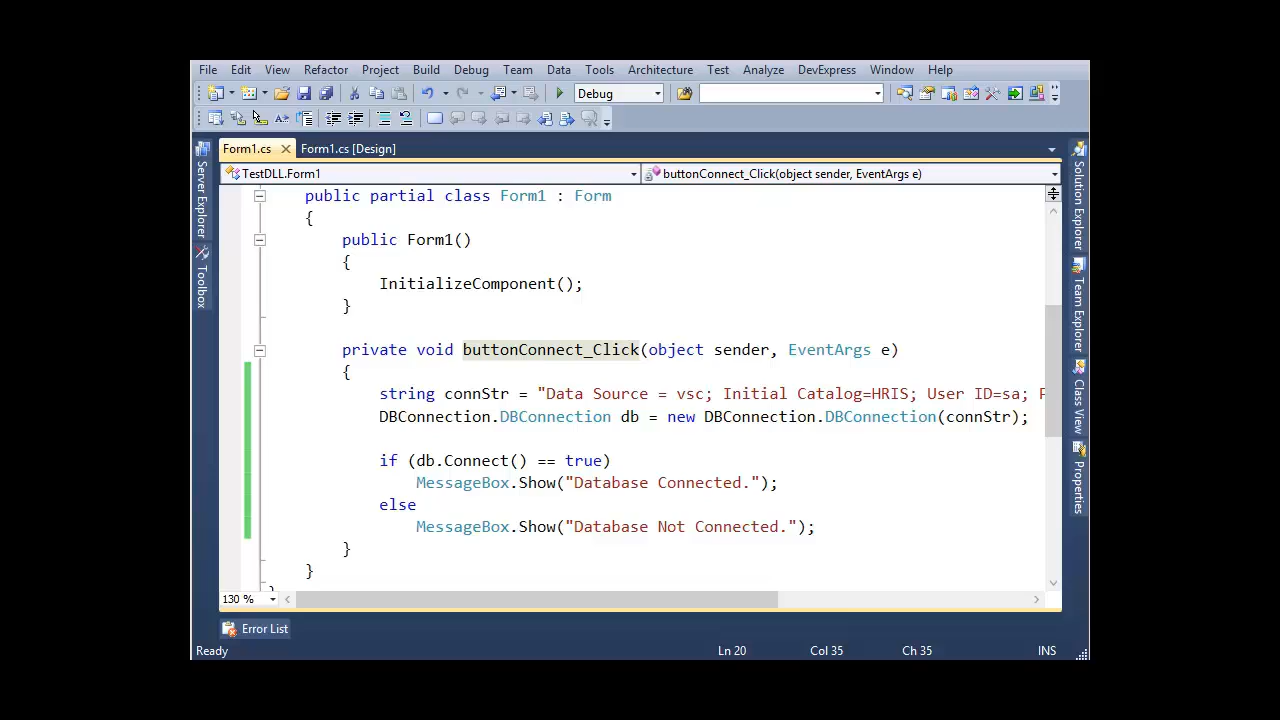 File Edit View Refactor Project Build Debug Team Data Tools Architecture Test Analyze DevExpress Window Help
Debug
Form1.cs Form1.cs [Design]
TestDLL.Form1 buttonConnect_Click(object sender, EventArgs e)
Server Explorer
Toolbox
public partial class Form1 : Form
{
public Form1()
{
InitializeComponent();
}
private void buttonConnect_Click(object sender, EventArgs e)
{
string connStr = "Data Source = vsc; Initial Catalog=HRIS; User ID=sa;
DBConnection.DBConnection db = new DBConnection.DBConnection(connStr);
if (db.Connect() == true)
MessageBox.Show("Database Connected.");
else
MessageBox.Show("Database Not Connected.");
}
}
Solution Explorer
Team Explorer
Class View
Properties
130 %
Error List
Ready Ln 20 Col 35 Ch 35 INS